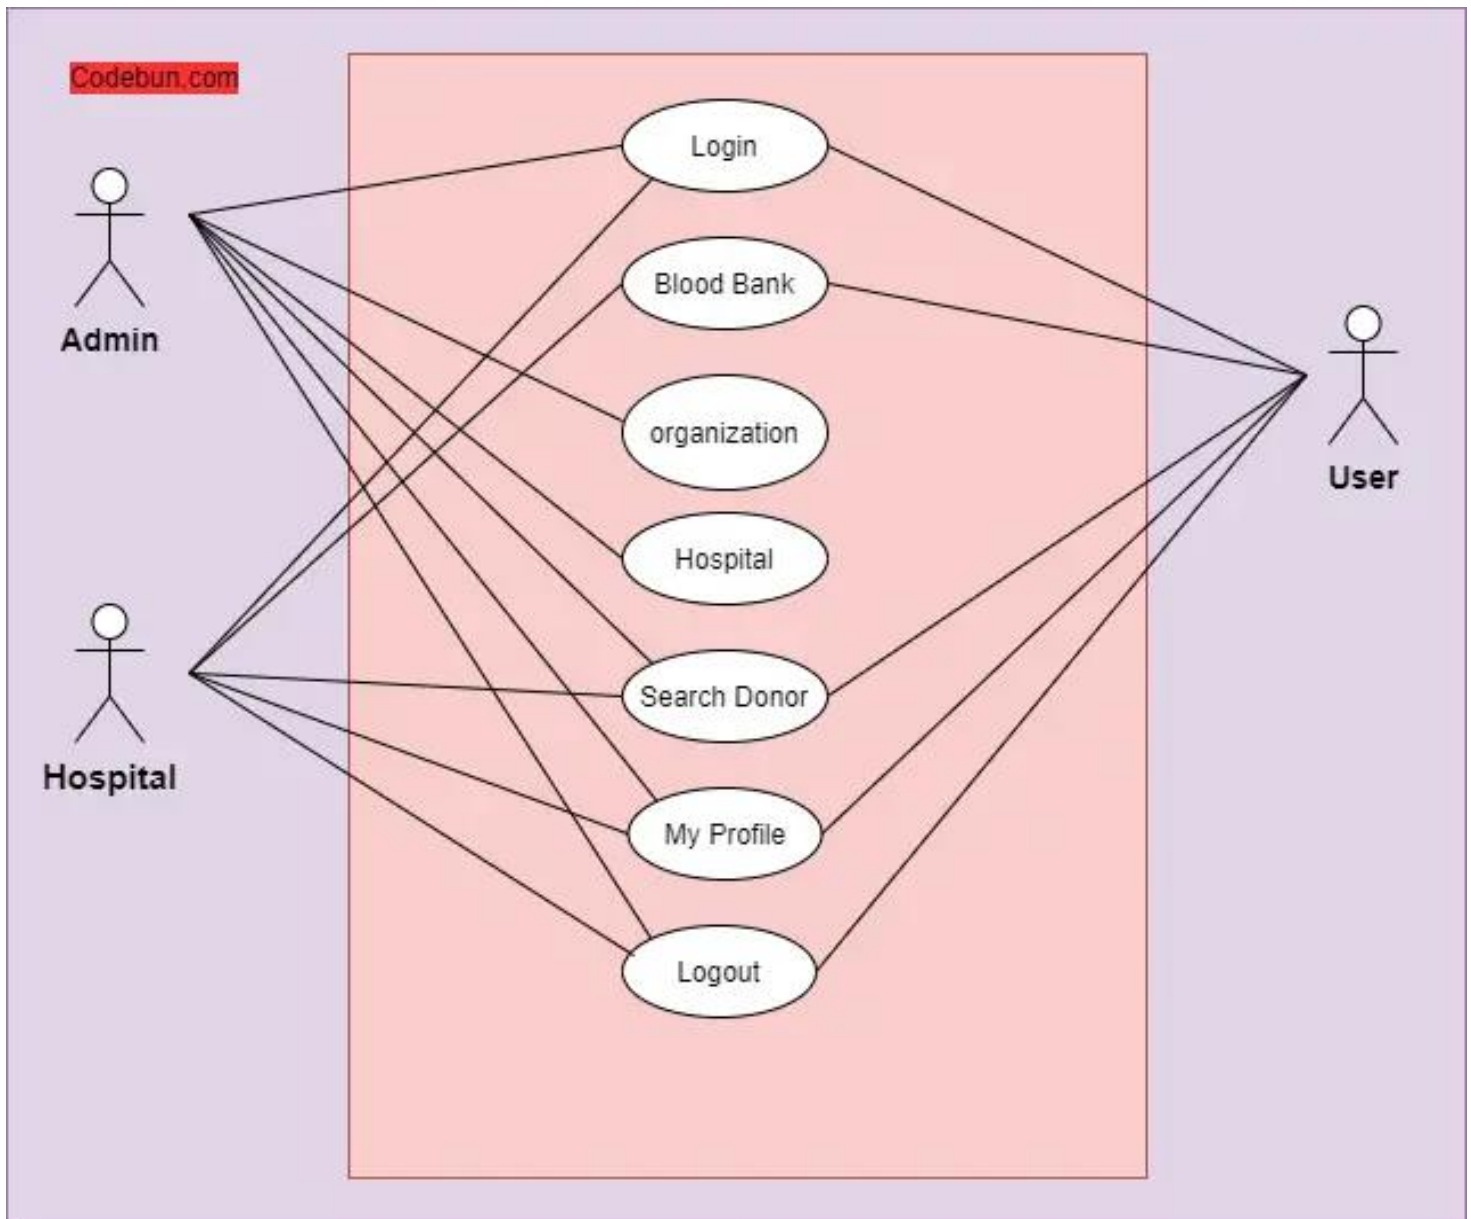 Codebun.com
Login
Blood Bank
organization
Hospital
Search Donor
My Profile
Logout
Admin
Hospital
User